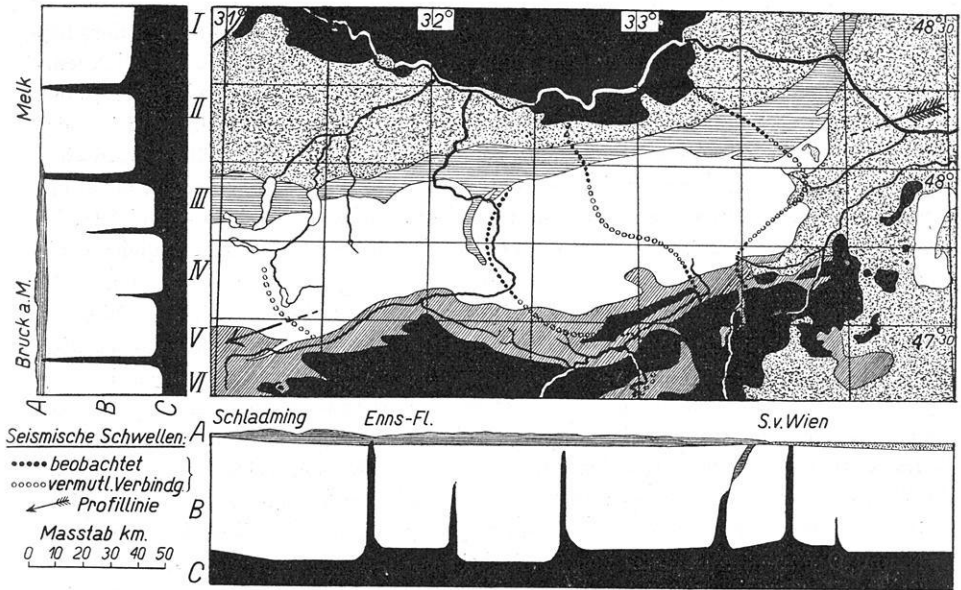 31° 32° 33° 48° 30
I
II
48°
III
IV
V
47° 30
VI
Melk
Bruck a.M.
A B C
Schladming Enns-Fl. S.v.Wien
A
B
C
Seismische Schwellen:
beobachtet
vermutl. Verbindg.
Profillinie
Masstab km.
0 10 20 30 40 50